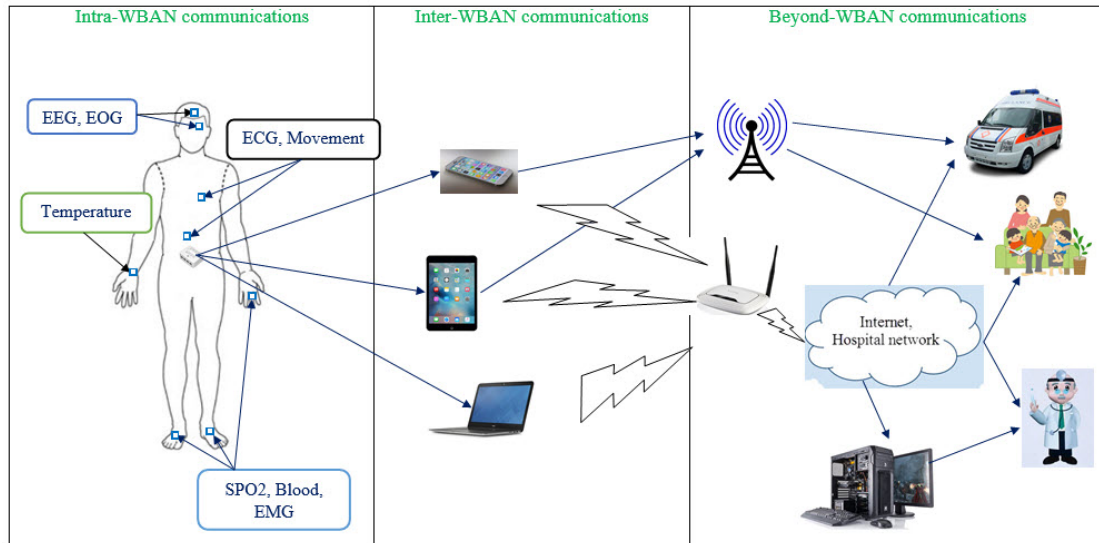 Intra-WBAN communications
Inter-WBAN communications
Beyond-WBAN communications
EEG, EOG
ECG, Movement
Temperature
Internet,
Hospital network
SPO2, Blood,
EMG